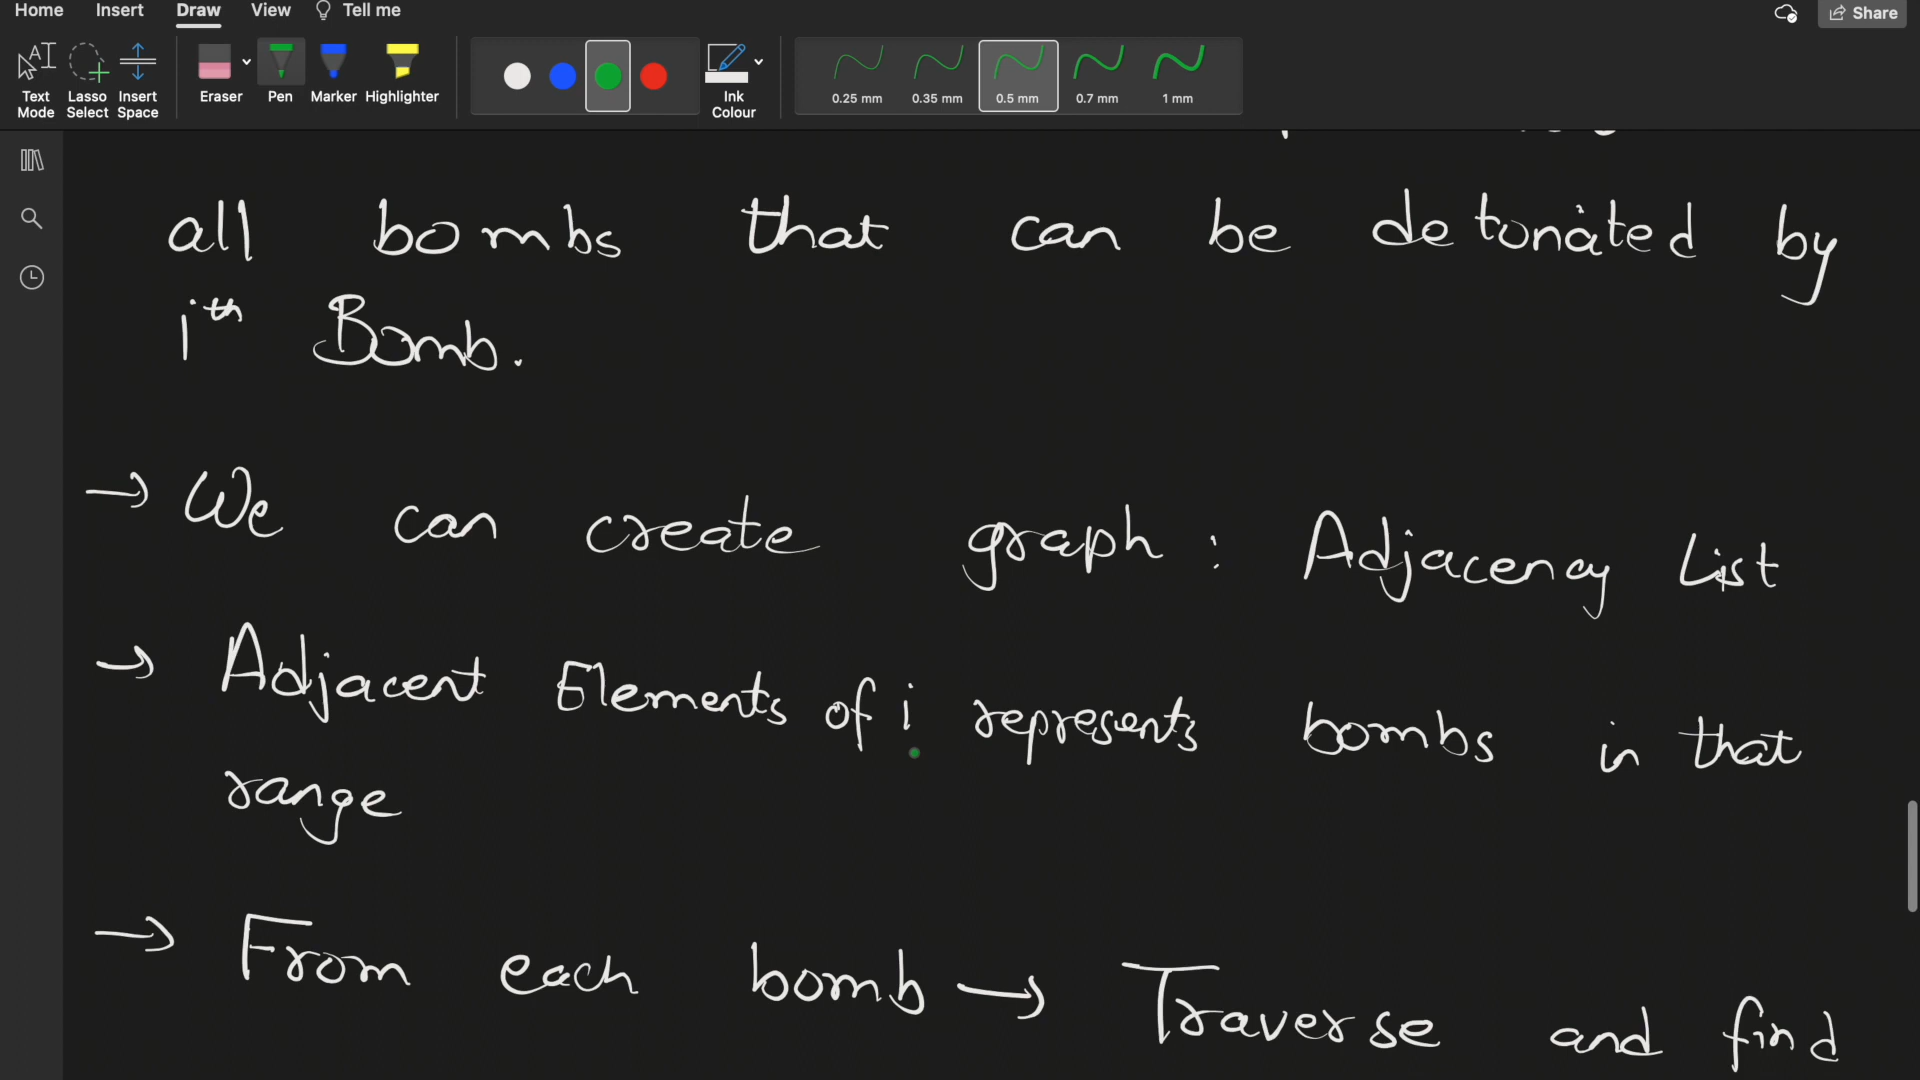 Home Insert Draw View Tell me Share
Text Mode Lasso Select Insert Space Eraser Pen Marker Highlighter Ink Colour 0.25 mm 0.35 mm 0.5 mm 0.7 mm 1 mm
all bombs that can be detonated by
ith Bomb.
→ We can create graph : Adjacency List
→ Adjacent Elements of i represents bombs in that
range
→ From each bomb → Traverse and find